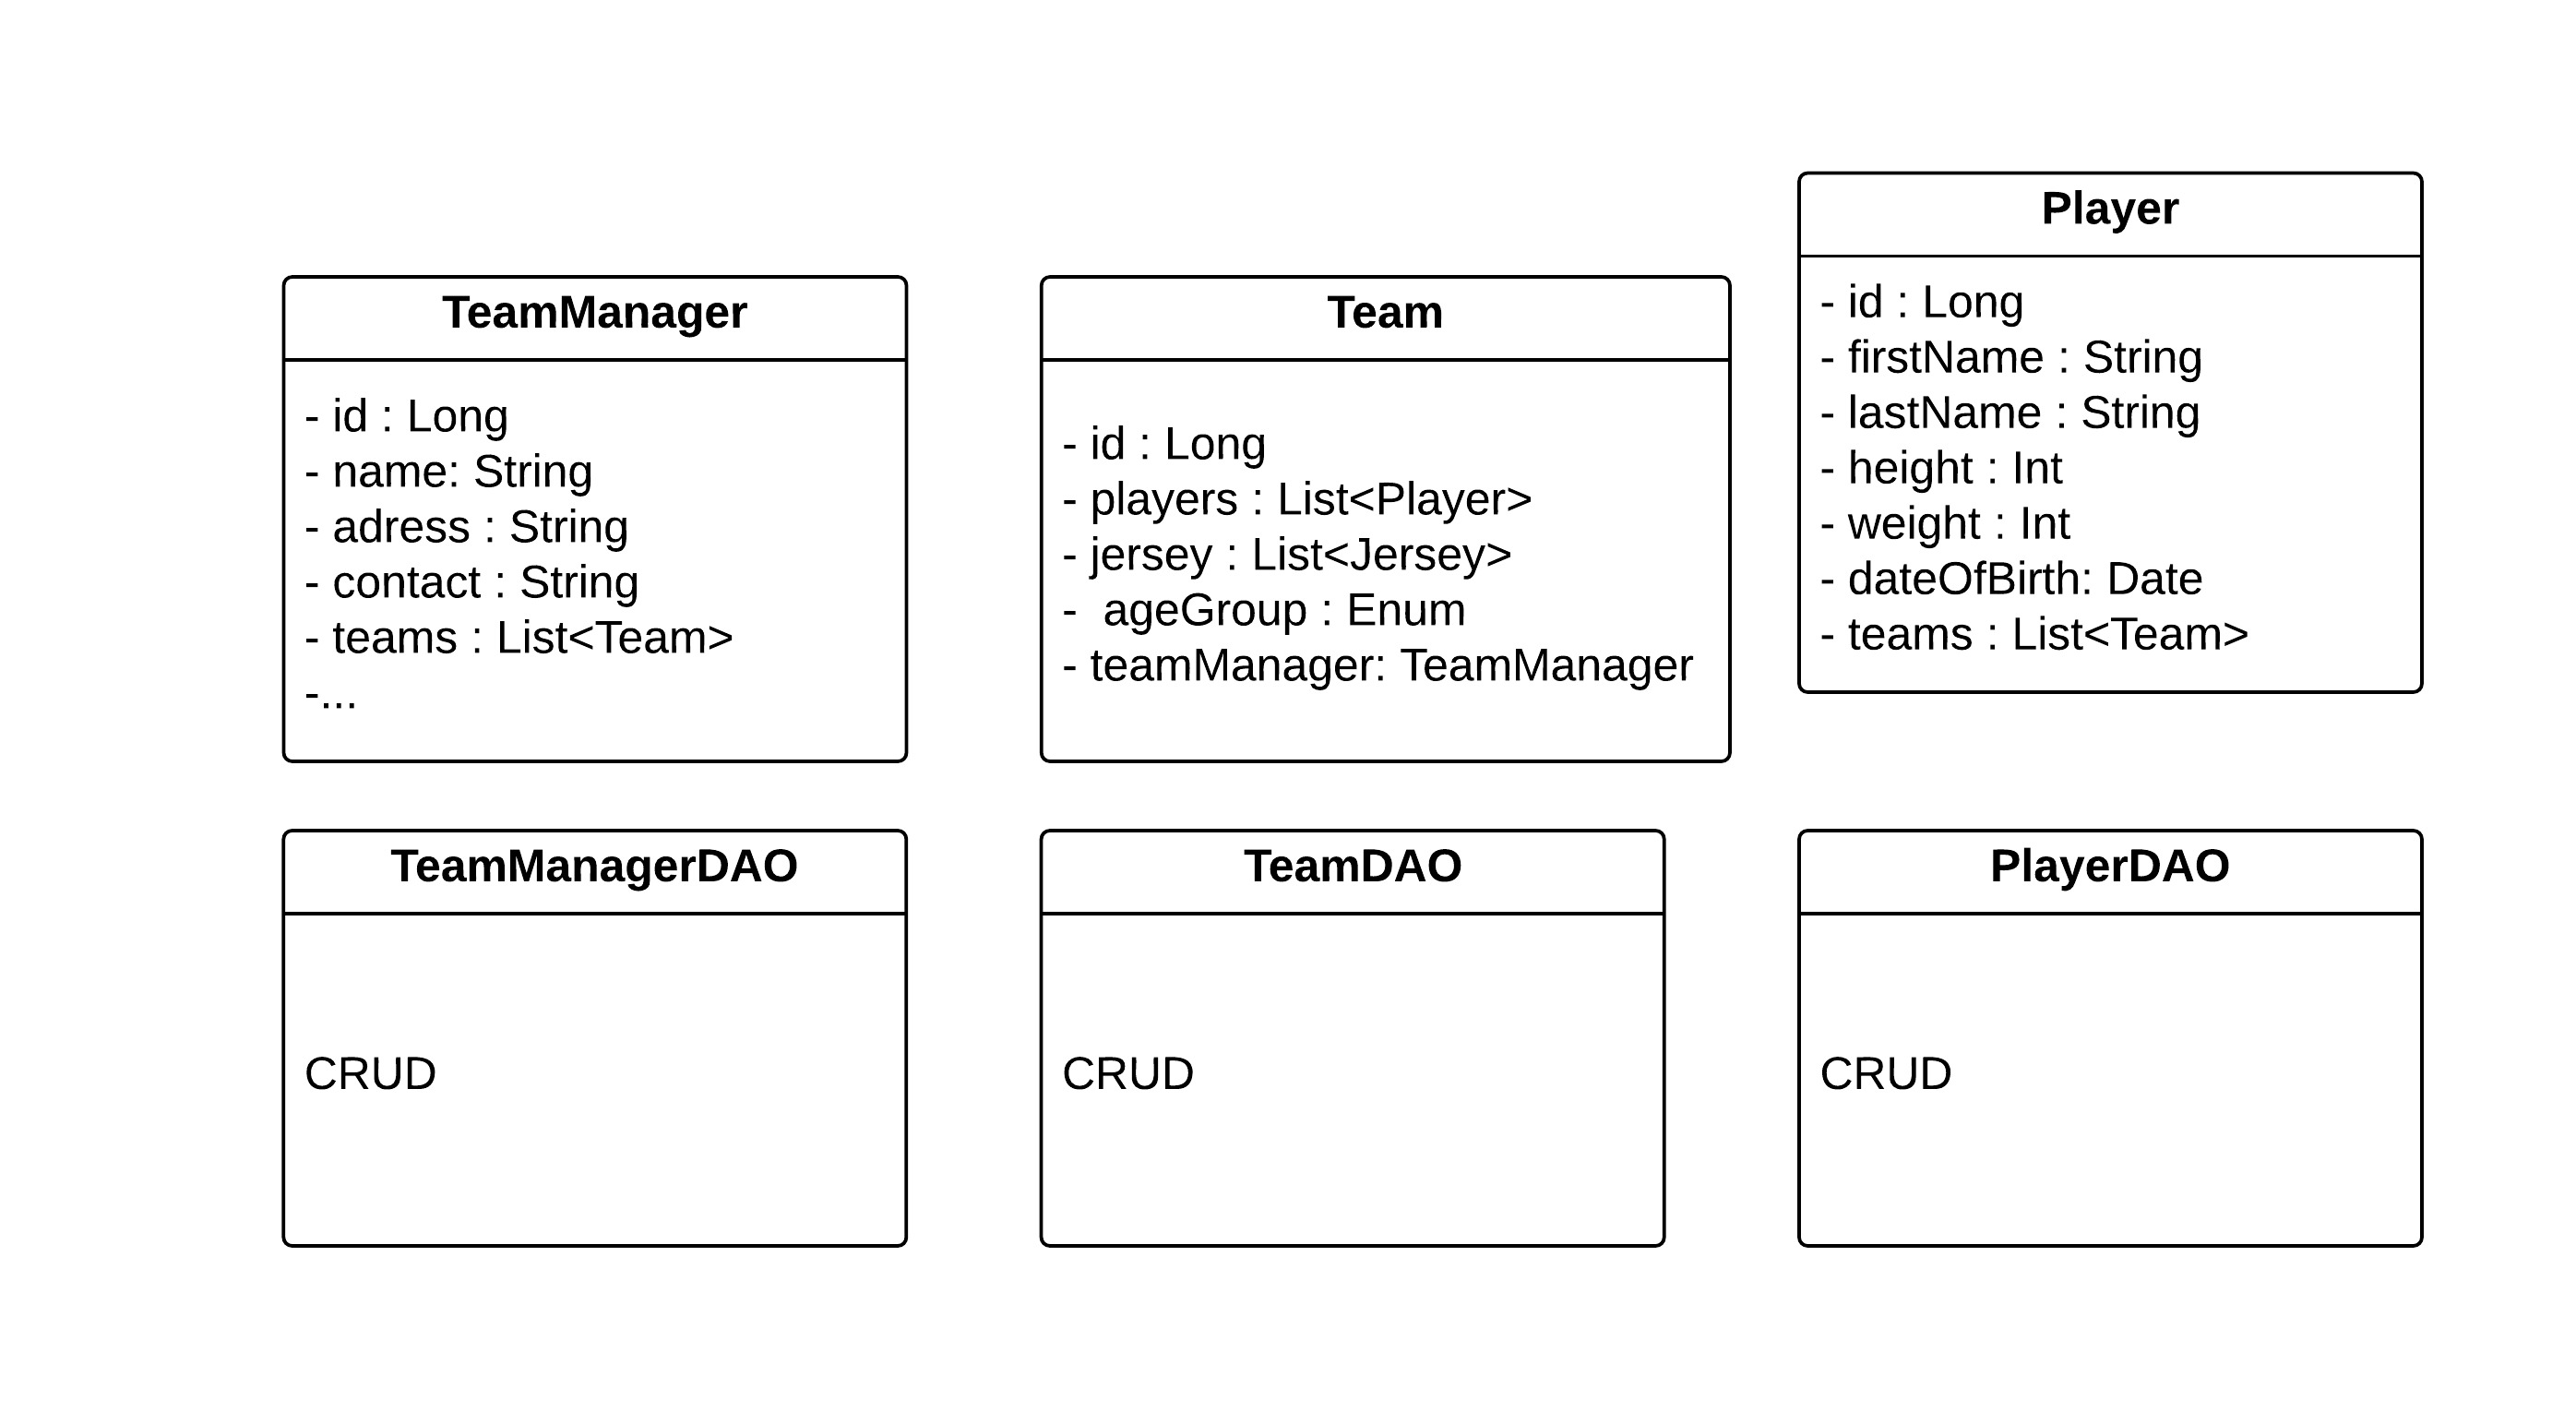 TeamManager
- id : Long
- name: String
- adress : String
- contact : String
- teams : List<Team>
-...
Team
- id : Long
- players : List<Player>
- jersey : List<Jersey>
-  ageGroup : Enum
- teamManager: TeamManager
Player
- id : Long
- firstName : String
- lastName : String
- height : Int
- weight : Int
- dateOfBirth: Date
- teams : List<Team>
TeamManagerDAO
CRUD
TeamDAO
CRUD
PlayerDAO
CRUD